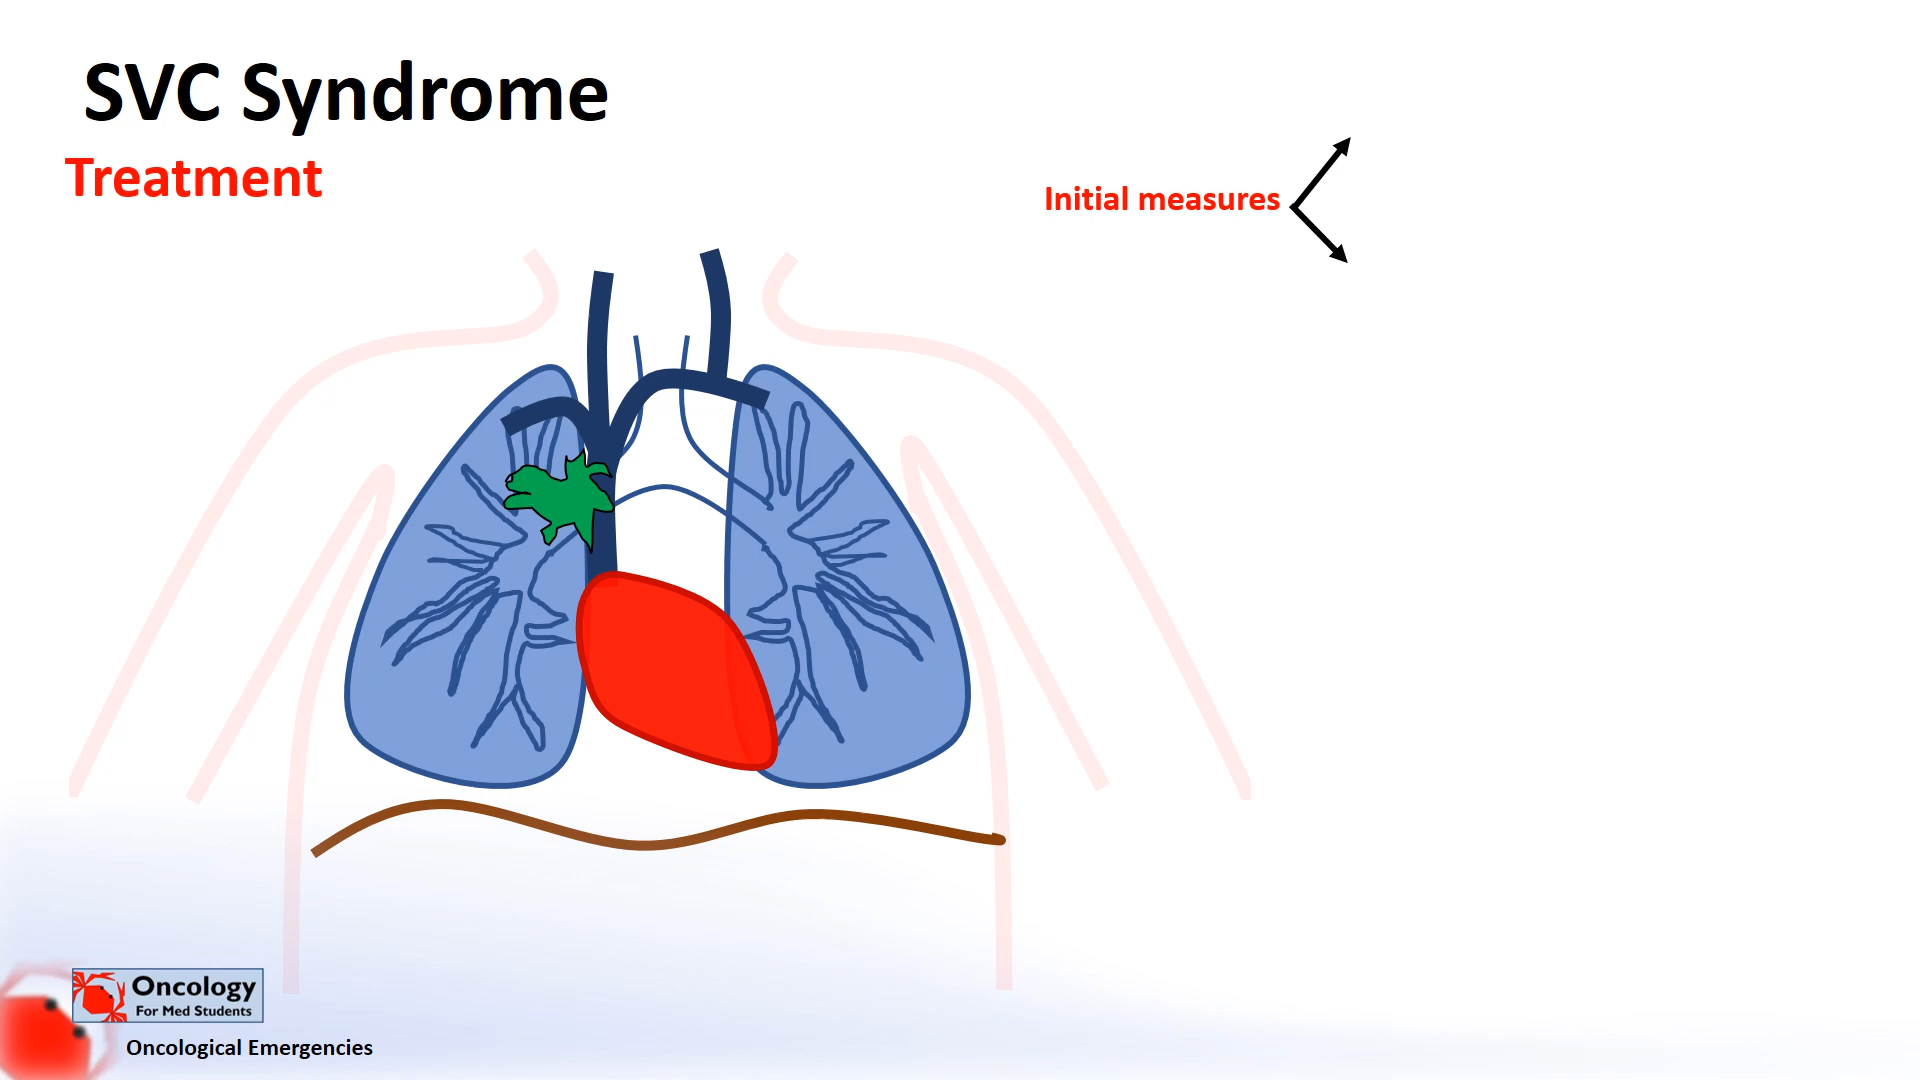 SVC Syndrome
Treatment
Initial measures
Oncology
For Med Students
Oncological Emergencies